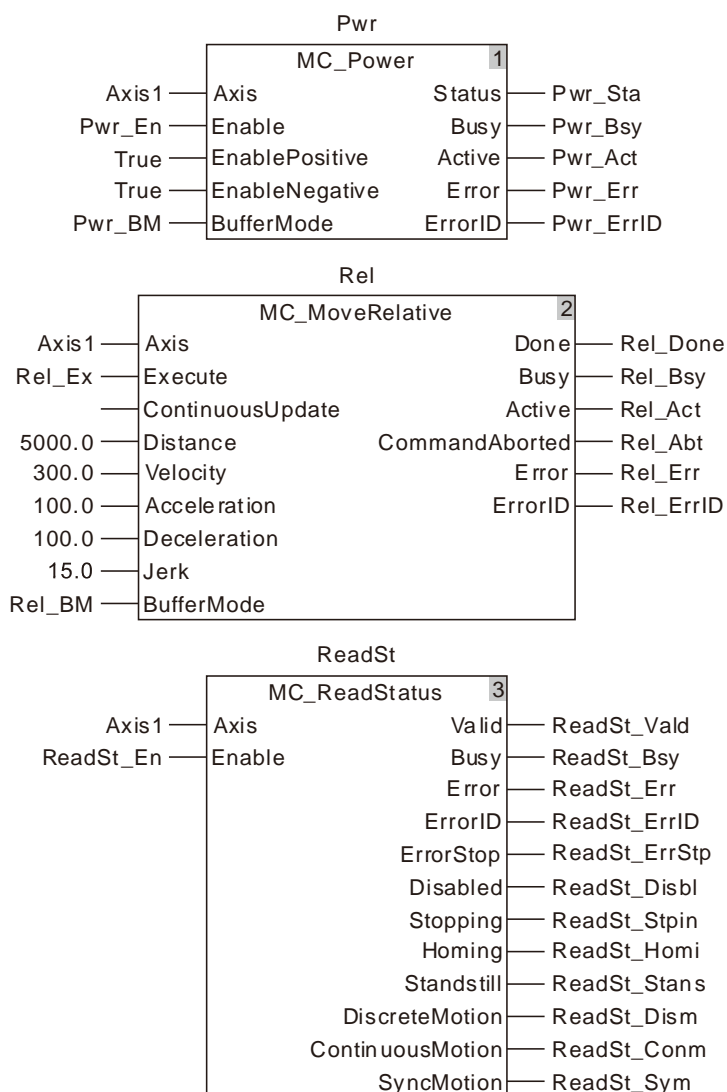 Pwr
MC_Power 1
Axis1 Axis Status Pwr_Sta
Pwr_En Enable Busy Pwr_Bsy
True EnablePositive Active Pwr_Act
True EnableNegative Error Pwr_Err
Pwr_BM BufferMode ErrorID Pwr_ErrID
Rel
MC_MoveRelative 2
Axis1 Axis Done Rel_Done
Rel_Ex Execute Busy Rel_Bsy
ContinuousUpdate Active Rel_Act
5000.0 Distance CommandAborted Rel_Abt
300.0 Velocity Error Rel_Err
100.0 Acceleration ErrorID Rel_ErrID
100.0 Deceleration
15.0 Jerk
Rel_BM BufferMode
ReadSt
MC_ReadStatus 3
Axis1 Axis Valid ReadSt_Vald
ReadSt_En Enable Busy ReadSt_Bsy
Error ReadSt_Err
ErrorID ReadSt_ErrID
ErrorStop ReadSt_ErrStp
Disabled ReadSt_Disbl
Stopping ReadSt_Stpin
Homing ReadSt_Homi
Standstill ReadSt_Stans
DiscreteMotion ReadSt_Dism
ContinuousMotion ReadSt_Conm
SyncMotion ReadSt_Sym